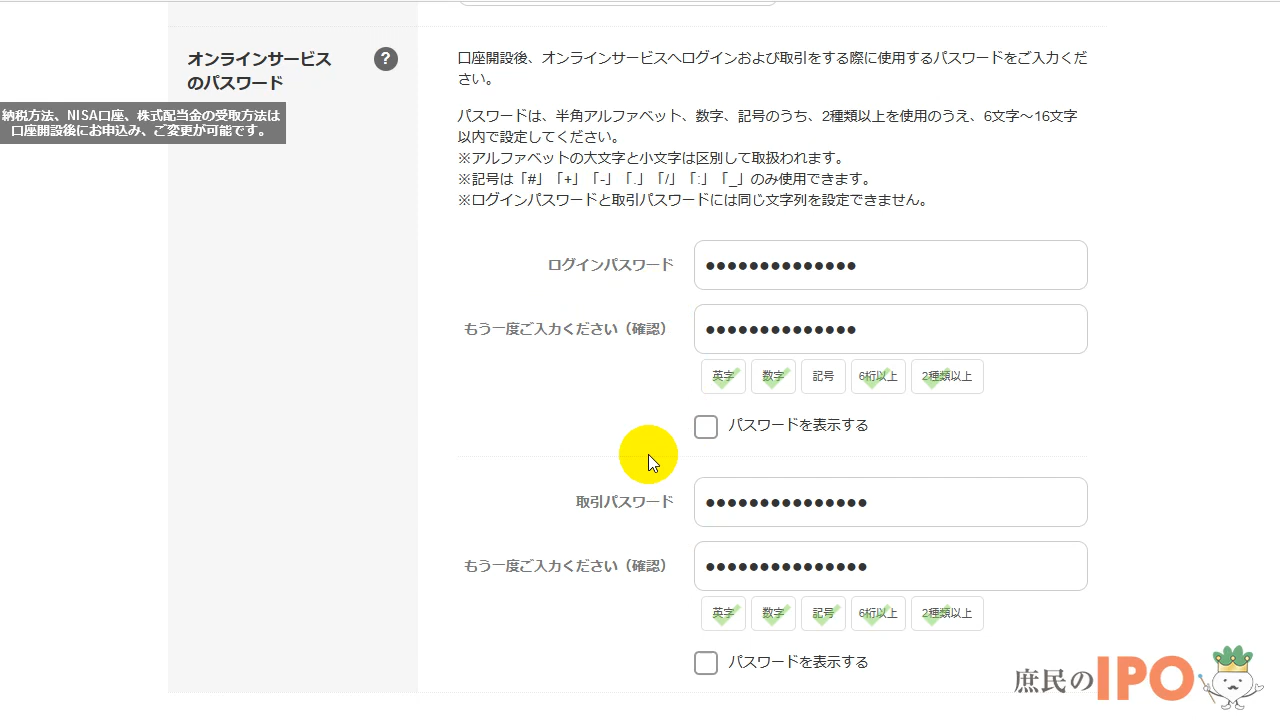 オンラインサービス
のパスワード
?
納税方法、NISA口座、株式配当金の受取方法は
口座開設後にお申込み、ご変更が可能です。
口座開設後、オンラインサービスへログインおよび取引をする際に使用するパスワードをご入力くだ
さい。
パスワードは、半角アルファベット、数字、記号のうち、2種類以上を使用のうえ、6文字〜16文字
以内で設定してください。
※アルファベットの大文字と小文字は区別して取扱われます。
※記号は「#」「+」「-」「.」「/」「:」「_」のみ使用できます。
※ログインパスワードと取引パスワードには同じ文字列を設定できません。
ログインパスワード
●●●●●●●●●●●●●●
もう一度ご入力ください（確認）
●●●●●●●●●●●●●●
英字 数字 記号 6桁以上 2種類以上
パスワードを表示する
取引パスワード
●●●●●●●●●●●●●●●
もう一度ご入力ください（確認）
●●●●●●●●●●●●●●●
英字 数字 記号 6桁以上 2種類以上
パスワードを表示する
庶民のIPO